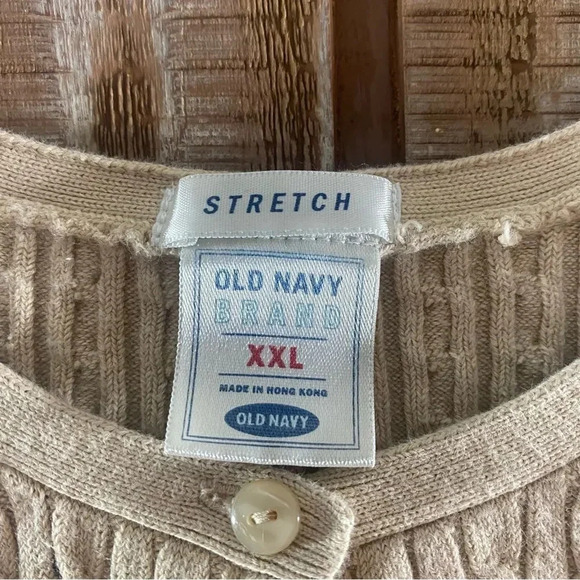 STRETCH
OLD NAVY
BRAND
XXL
MADE IN HONG KONG
OLD NAVY